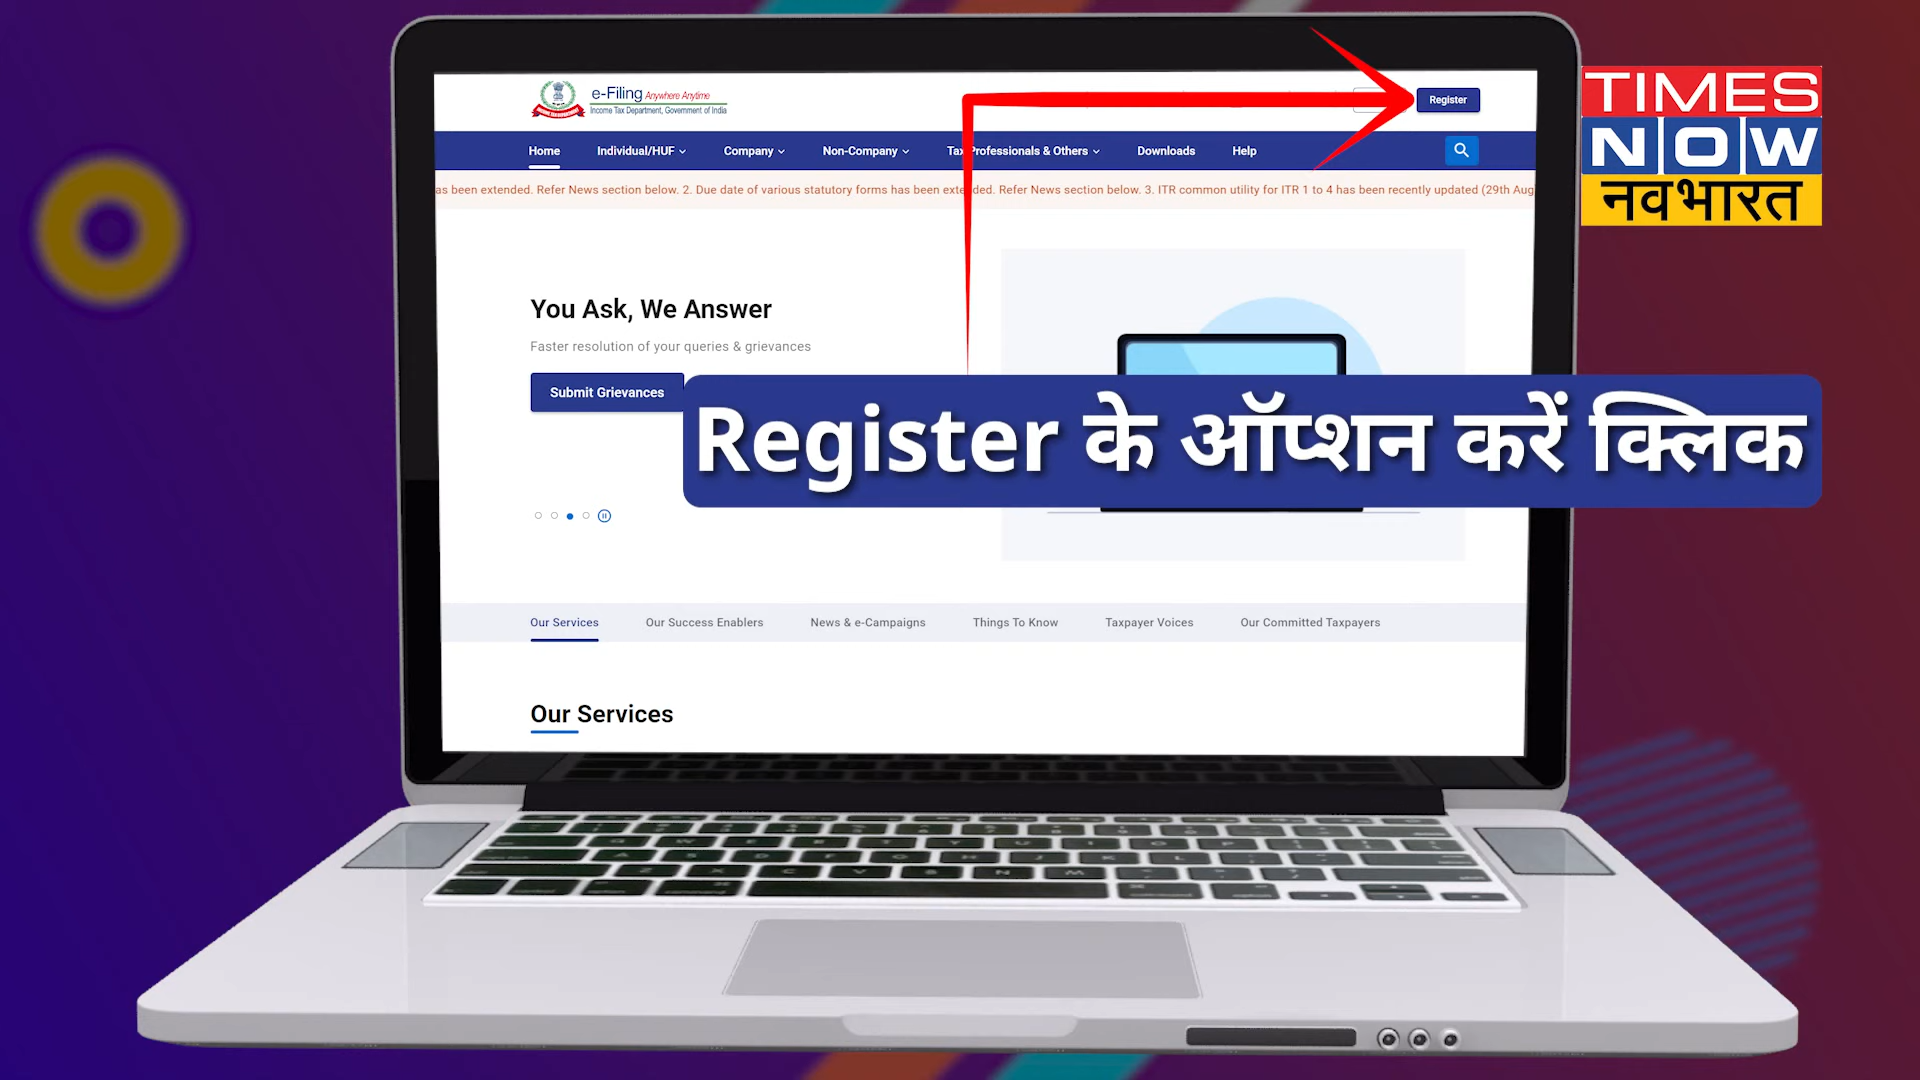 e-Filing Anywhere Anytime
Income Tax Department, Government of India
Register
Home Individual/HUF Company Non-Company Tax Professionals & Others Downloads Help
as been extended. Refer News section below. 2. Due date of various statutory forms has been extended. Refer News section below. 3. ITR common utility for ITR 1 to 4 has been recently updated (29th Aug
TIMES
NOW
नवभारत
You Ask, We Answer
Faster resolution of your queries & grievances
Submit Grievances
Register के ऑप्शन करें क्लिक
Our Services Our Success Enablers News & e-Campaigns Things To Know Taxpayer Voices Our Committed Taxpayers
Our Services